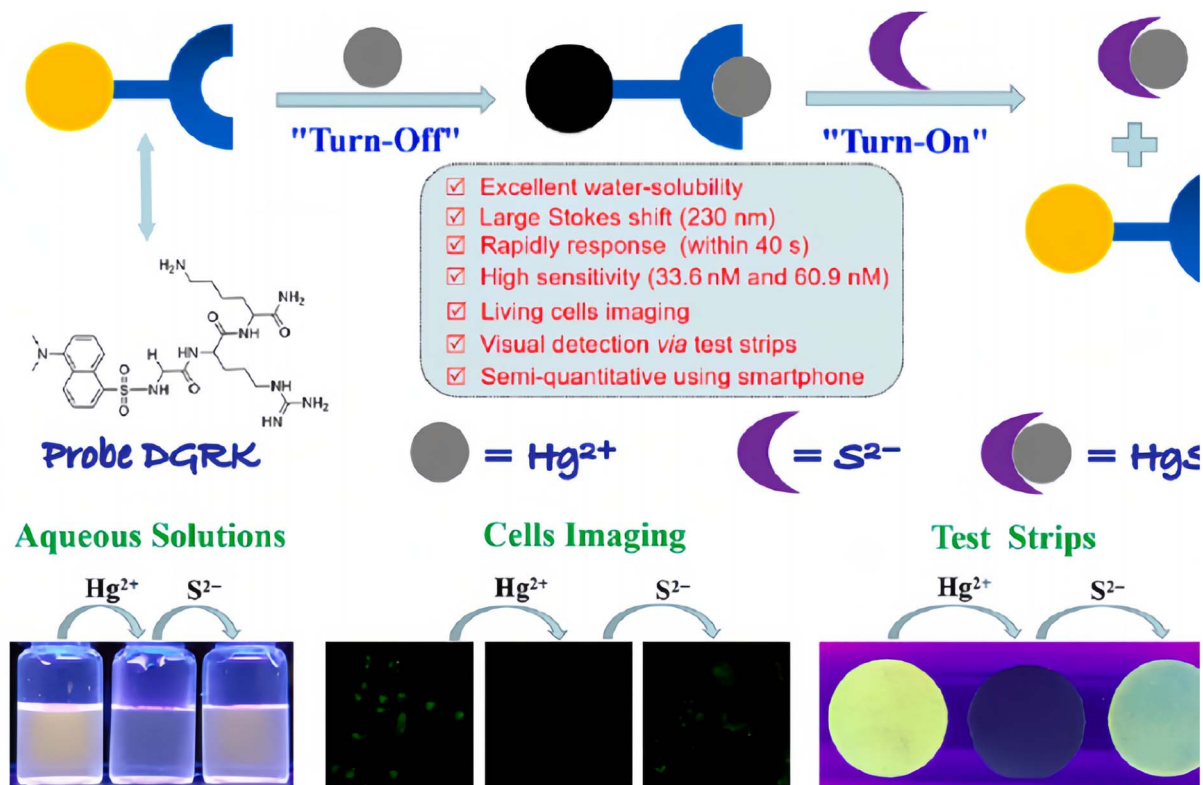 "Turn-Off"
"Turn-On"
Excellent water-solubility
Large Stokes shift (230 nm)
Rapidly response (within 40 s)
High sensitivity (33.6 nM and 60.9 nM)
Living cells imaging
Visual detection via test strips
Semi-quantitative using smartphone
H₂N
NH₂
O
NH
O
H
HN
N
O
S
O
O
NH
NH
NH₂
HN
Probe DGRK
= Hg²⁺
= S²⁻
= HgS
Aqueous Solutions
Cells Imaging
Test Strips
Hg²⁺
S²⁻
Hg²⁺
S²⁻
Hg²⁺
S²⁻